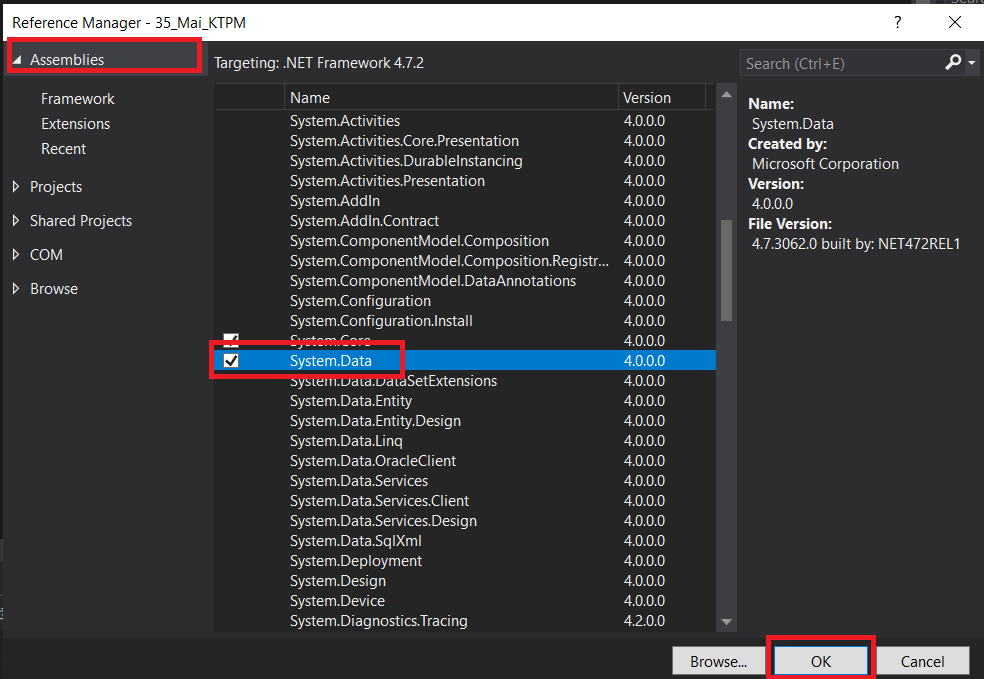 Reference Manager - 35_Mai_KTPM
?
Assemblies
Framework
Extensions
Recent
Projects
Shared Projects
COM
Browse
Targeting: .NET Framework 4.7.2
Name Version
System.Activities 4.0.0.0
System.Activities.Core.Presentation 4.0.0.0
System.Activities.DurableInstancing 4.0.0.0
System.Activities.Presentation 4.0.0.0
System.AddIn 4.0.0.0
System.AddIn.Contract 4.0.0.0
System.ComponentModel.Composition 4.0.0.0
System.ComponentModel.Composition.Registr... 4.0.0.0
System.ComponentModel.DataAnnotations 4.0.0.0
System.Configuration 4.0.0.0
System.Configuration.Install 4.0.0.0
System.Core 4.0.0.0
System.Data 4.0.0.0
System.Data.DataSetExtensions 4.0.0.0
System.Data.Entity 4.0.0.0
System.Data.Entity.Design 4.0.0.0
System.Data.Linq 4.0.0.0
System.Data.OracleClient 4.0.0.0
System.Data.Services 4.0.0.0
System.Data.Services.Client 4.0.0.0
System.Data.Services.Design 4.0.0.0
System.Data.SqlXml 4.0.0.0
System.Deployment 4.0.0.0
System.Design 4.0.0.0
System.Device 4.0.0.0
System.Diagnostics.Tracing 4.2.0.0
Search (Ctrl+E)
Name:
System.Data
Created by:
Microsoft Corporation
Version:
4.0.0.0
File Version:
4.7.3062.0 built by: NET472REL1
Browse... OK Cancel